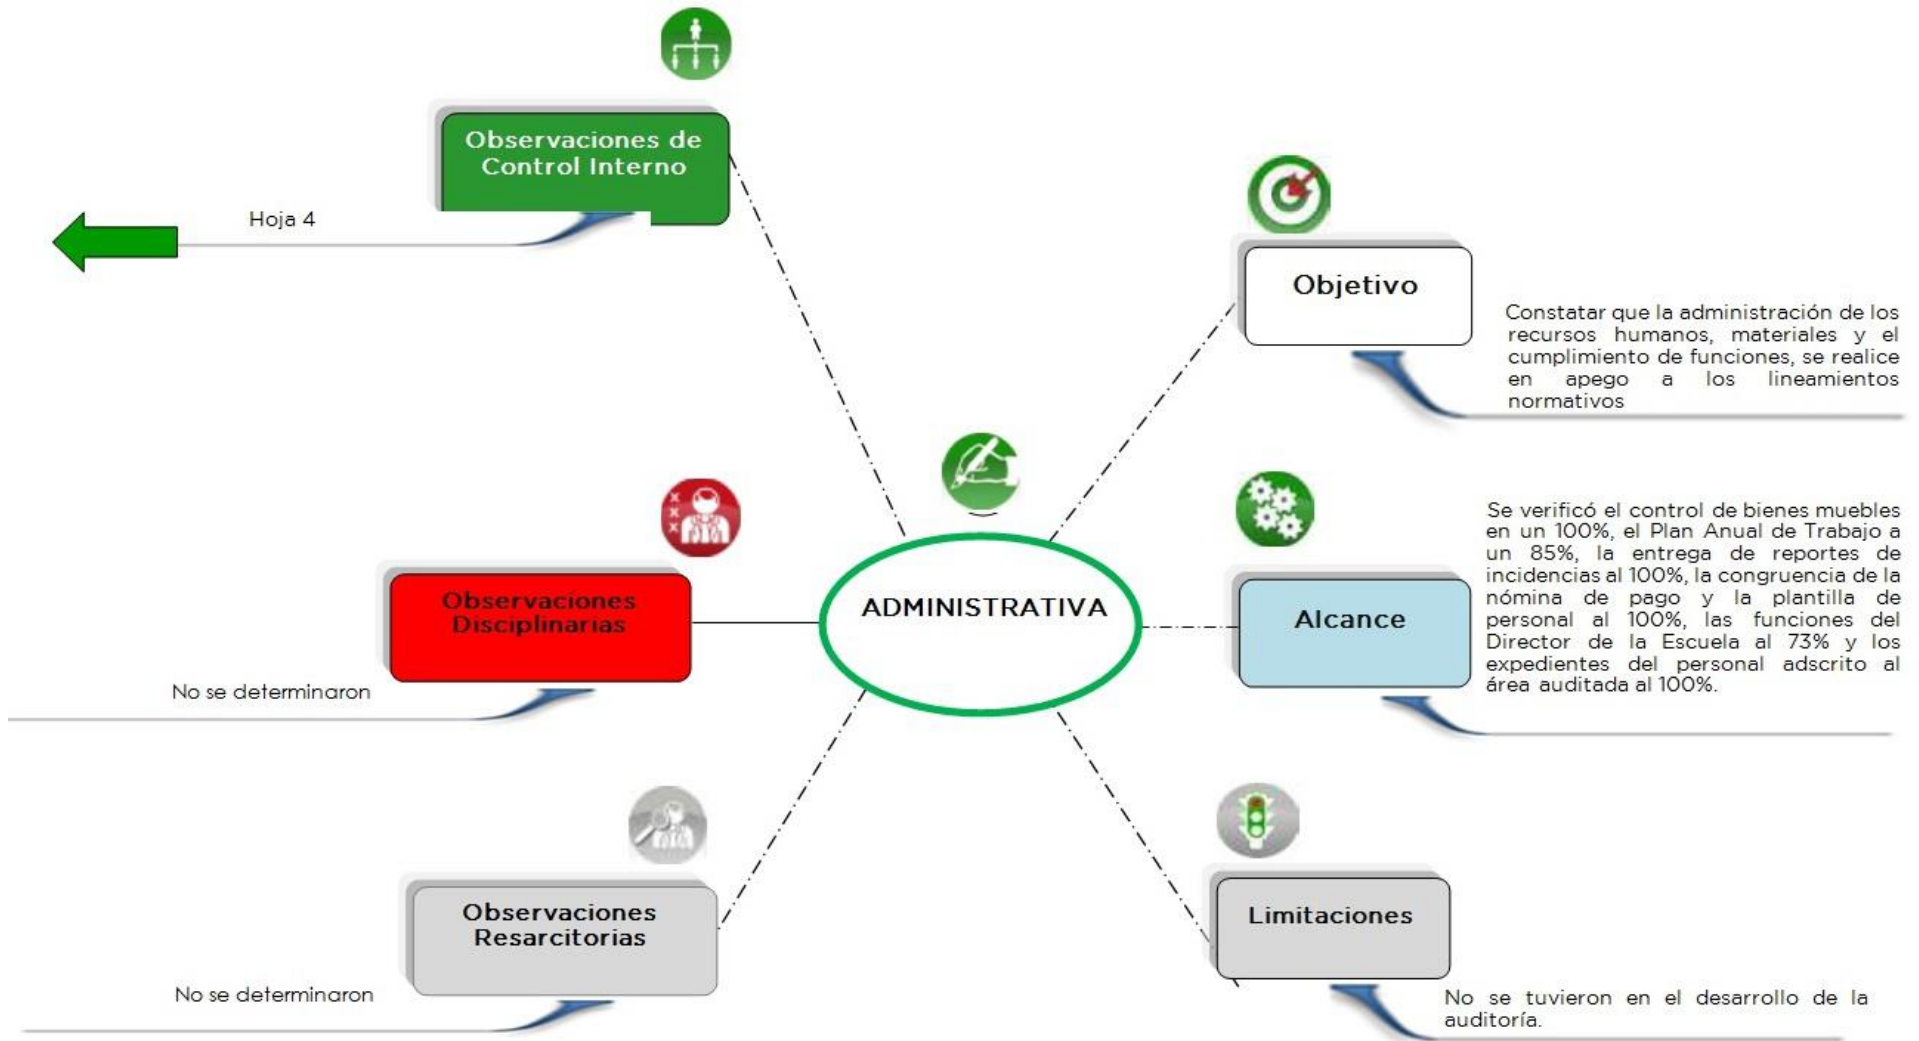 Observaciones de
Control Interno
Hoja 4
Objetivo
Constatar que la administración de los
recursos humanos, materiales y el
cumplimiento de funciones, se realice
en apego a los lineamientos
normativos
Observaciones
Disciplinarias
No se determinaron
ADMINISTRATIVA
Alcance
Se verificó el control de bienes muebles
en un 100%, el Plan Anual de Trabajo a
un 85%, la entrega de reportes de
incidencias al 100%, la congruencia de la
nómina de pago y la plantilla de
personal al 100%, las funciones del
Director de la Escuela al 73% y los
expedientes del personal adscrito al
área auditada al 100%.
Observaciones
Resarcitorias
No se determinaron
Limitaciones
No se tuvieron en el desarrollo de la
auditoría.